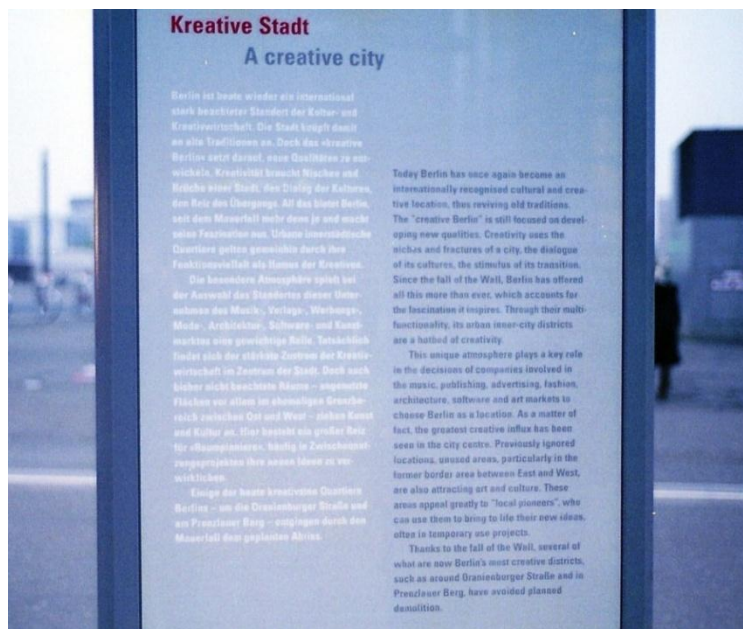 Kreative Stadt
A creative city
Berlin ist heute wieder ein international
stark beachteter Standort der Kultur- und
Kreativwirtschaft. Die Stadt knüpft damit
an alte Traditionen an. Doch das »kreative
Berlin« setzt darauf, neue Qualitäten zu ent-
wickeln. Kreativität braucht Nischen und
Brüche einer Stadt, den Dialog der Kulturen,
den Reiz des Übergangs. All das bietet Berlin,
seit dem Mauerfall mehr denn je und macht
seine Faszination aus. Urbane innerstädtische
Quartiere gelten gemeinhin durch ihre
Funktionsvielfalt als Humus der Kreativen.
Die besondere Atmosphäre spielt bei
der Auswahl des Standortes dieser Unter-
nehmen des Musik-, Verlags-, Werbungs-,
Mode-, Architektur-, Software- und Kunst-
marktes eine gewichtige Rolle. Tatsächlich
findet sich der stärkste Zentrum der Kreativ-
wirtschaft im Zentrum der Stadt. Doch auch
bisher nicht beachtete Räume – ungenutzte
Flächen vor allem im ehemaligen Grenzbe-
reich zwischen Ost und West – ziehen Kunst
und Kultur an. Hier besteht ein großer Reiz
für »Raumpioniere«, häufig in Zwischennut-
zungsprojekten ihre neuen Ideen zu ver-
wirklichen.
Einige der heute kreativsten Quartiere
Berlins – um die Oranienburger Straße und
am Prenzlauer Berg – entgingen durch den
Mauerfall dem geplanten Abriss.
Today Berlin has once again become an
internationally recognised cultural and crea-
tive location, thus reviving old traditions.
The "creative Berlin" is still focused on devel-
oping new qualities. Creativity uses the
niches and fractures of a city, the dialogue
of its cultures, the stimulus of its transition.
Since the fall of the Wall, Berlin has offered
all this more than ever, which accounts for
the fascination it inspires. Through their multi-
functionality, its urban inner-city districts
are a hotbed of creativity.
This unique atmosphere plays a key role
in the decisions of companies involved in
the music, publishing, advertising, fashion,
architecture, software and art markets to
choose Berlin as a location. As a matter of
fact, the greatest creative influx has been
seen in the city centre. Previously ignored
locations, unused areas, particularly in the
former border area between East and West,
are also attracting art and culture. These
areas appeal greatly to "local pioneers", who
can use them to bring to life their new ideas,
often in temporary use projects.
Thanks to the fall of the Wall, several of
what are now Berlin's most creative districts,
such as around Oranienburger Straße and in
Prenzlauer Berg, have avoided planned
demolition.